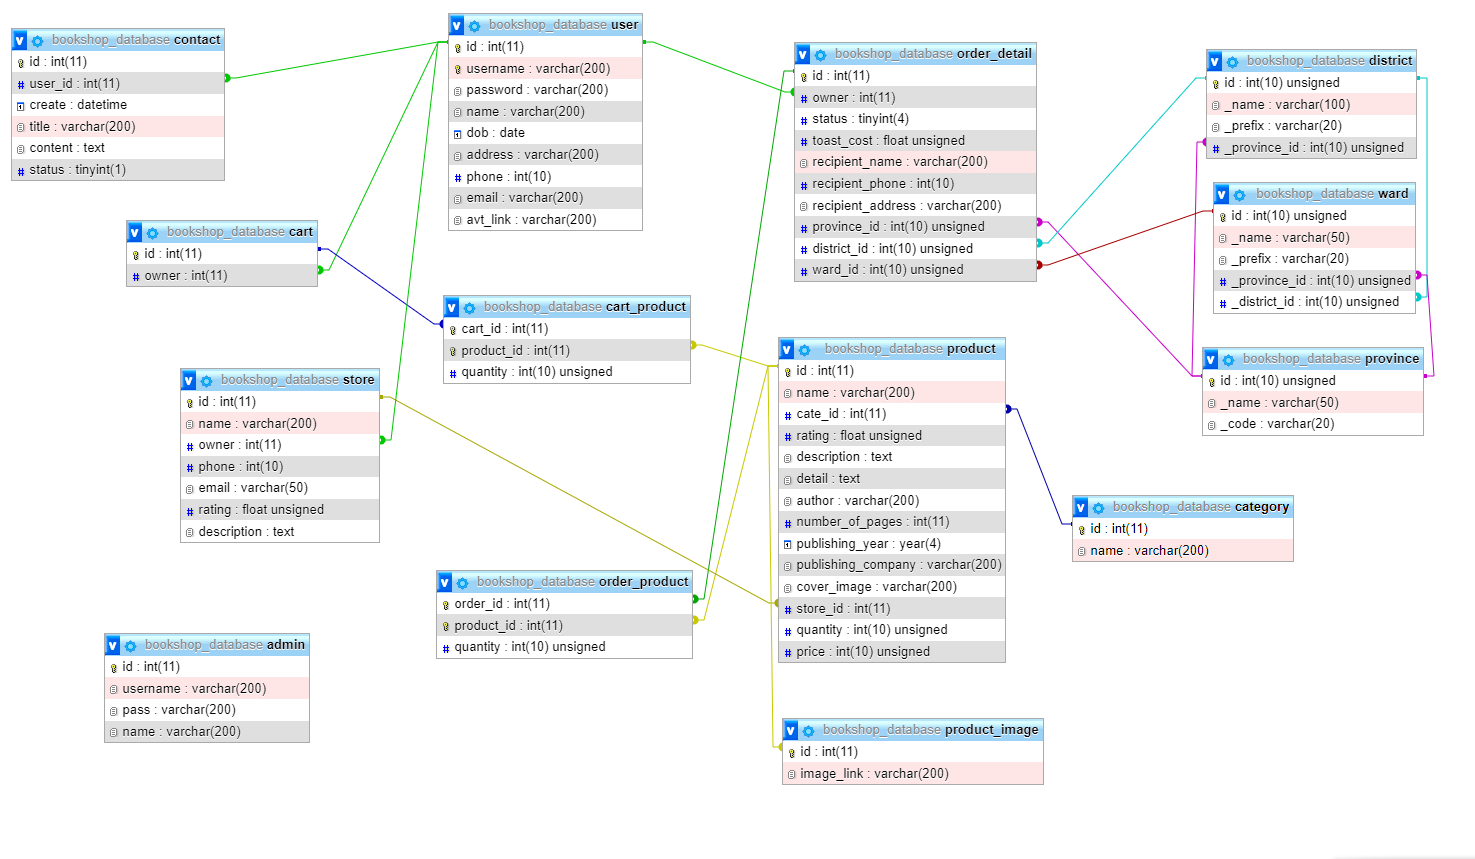 bookshop_database contact
id : int(11)
user_id : int(11)
create : datetime
title : varchar(200)
content : text
status : tinyint(1)
bookshop_database user
id : int(11)
username : varchar(200)
password : varchar(200)
name : varchar(200)
dob : date
address : varchar(200)
phone : int(10)
email : varchar(200)
avt_link : varchar(200)
bookshop_database order_detail
id : int(11)
owner : int(11)
status : tinyint(4)
toast_cost : float unsigned
recipient_name : varchar(200)
recipient_phone : int(10)
recipient_address : varchar(200)
province_id : int(10) unsigned
district_id : int(10) unsigned
ward_id : int(10) unsigned
bookshop_database district
id : int(10) unsigned
_name : varchar(100)
_prefix : varchar(20)
_province_id : int(10) unsigned
bookshop_database ward
id : int(10) unsigned
_name : varchar(50)
_prefix : varchar(20)
_province_id : int(10) unsigned
_district_id : int(10) unsigned
bookshop_database cart
id : int(11)
owner : int(11)
bookshop_database cart_product
cart_id : int(11)
product_id : int(11)
quantity : int(10) unsigned
bookshop_database product
id : int(11)
name : varchar(200)
cate_id : int(11)
rating : float unsigned
description : text
detail : text
author : varchar(200)
number_of_pages : int(11)
publishing_year : year(4)
publishing_company : varchar(200)
cover_image : varchar(200)
store_id : int(11)
quantity : int(10) unsigned
price : int(10) unsigned
bookshop_database province
id : int(10) unsigned
_name : varchar(50)
_code : varchar(20)
bookshop_database store
id : int(11)
name : varchar(200)
owner : int(11)
phone : int(10)
email : varchar(50)
rating : float unsigned
description : text
bookshop_database category
id : int(11)
name : varchar(200)
bookshop_database order_product
order_id : int(11)
product_id : int(11)
quantity : int(10) unsigned
bookshop_database admin
id : int(11)
username : varchar(200)
pass : varchar(200)
name : varchar(200)
bookshop_database product_image
id : int(11)
image_link : varchar(200)